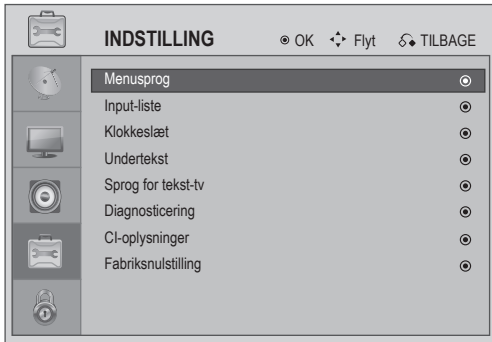 INDSTILLING OK Flyt TILBAGE
Menusprog
Input-liste
Klokkeslæt
Undertekst
Sprog for tekst-tv
Diagnosticering
CI-oplysninger
Fabriksnulstilling